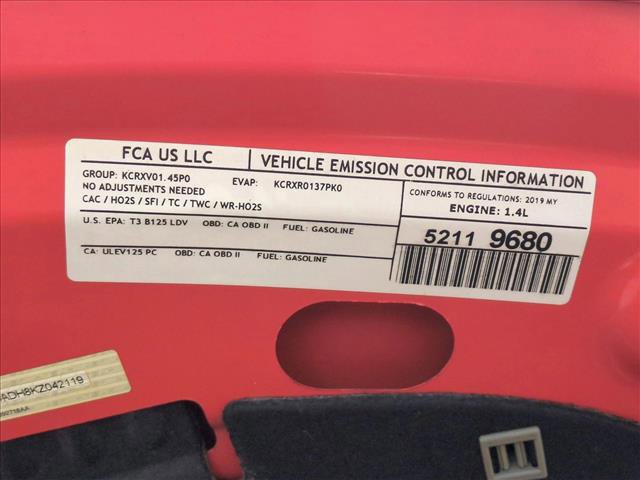 FCA US LLC
VEHICLE EMISSION CONTROL INFORMATION
GROUP: KCRXV01.45P0 EVAP: KCRXR0137PK0
NO ADJUSTMENTS NEEDED
CAC / HO2S / SFI / TC / TWC / WR-HO2S
CONFORMS TO REGULATIONS: 2019 MY
ENGINE: 1.4L
U.S. EPA: T3 B125 LDV OBD: CA OBD II FUEL: GASOLINE
CA: ULEV125 PC OBD: CA OBD II FUEL: GASOLINE
5211 9680
ADH8KZ042119